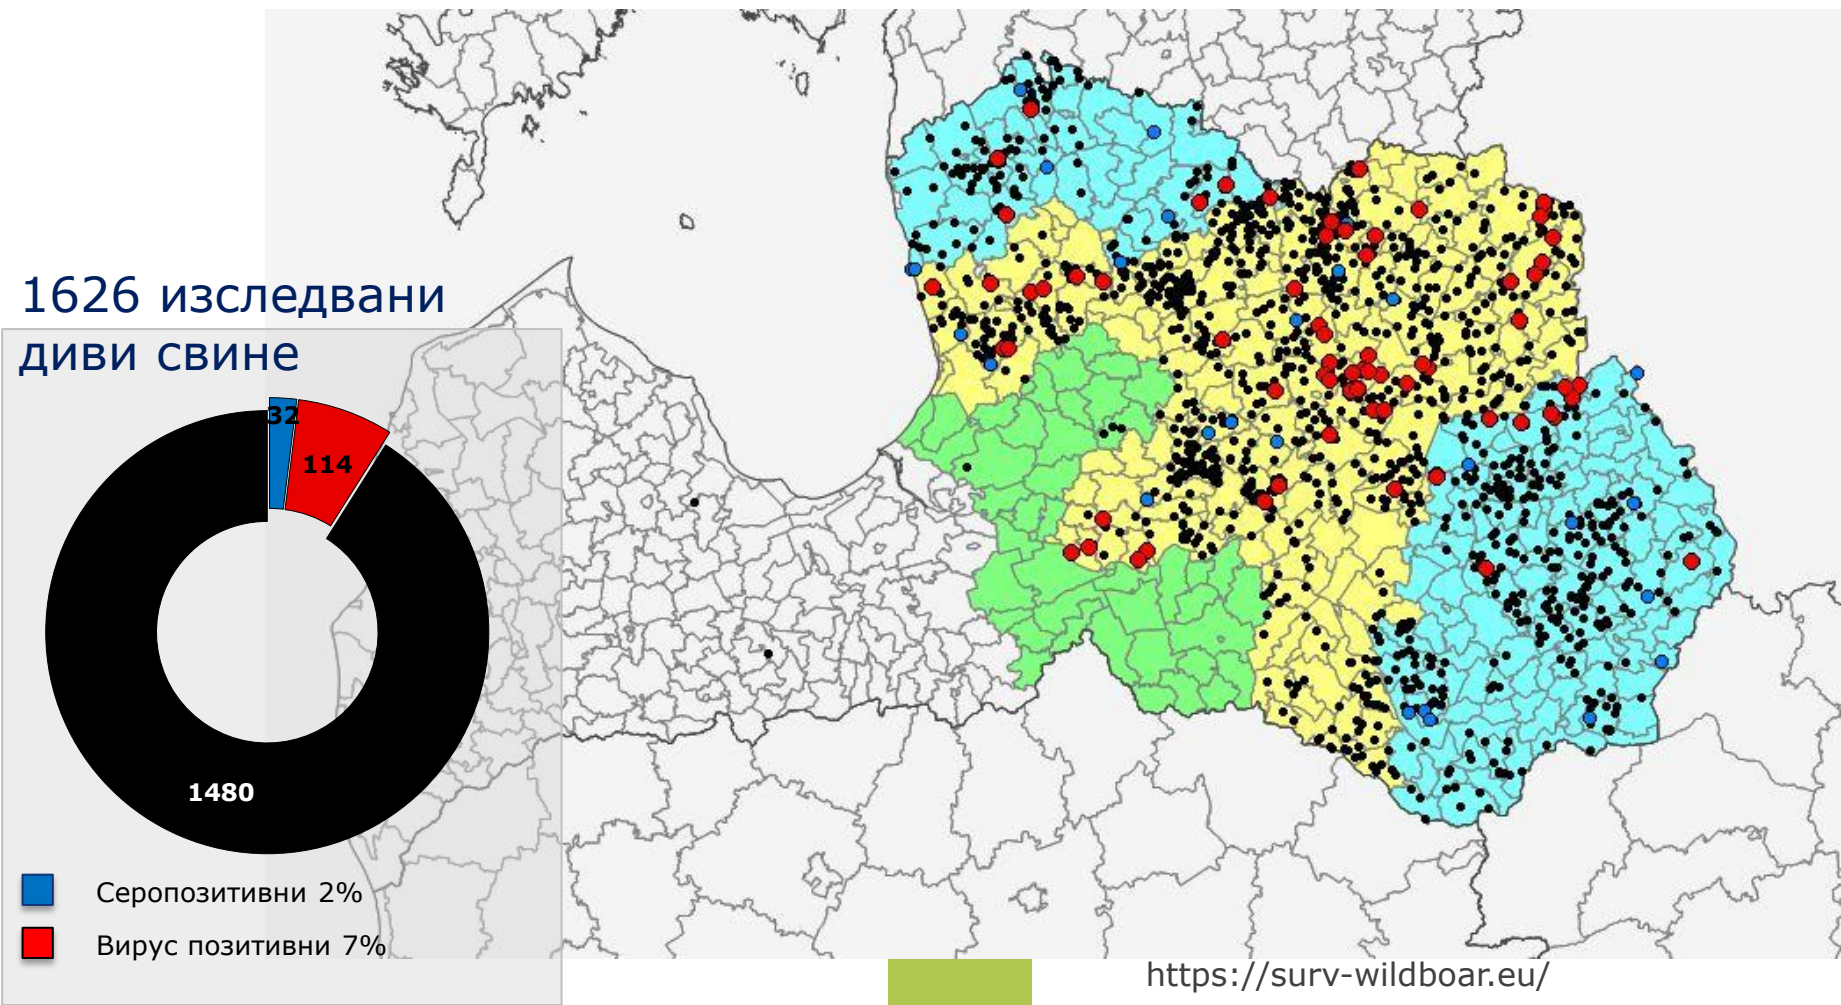 1626 изследвани
диви свине
32
114
1480
Серопозитивни 2%
Вирус позитивни 7%
https://surv-wildboar.eu/